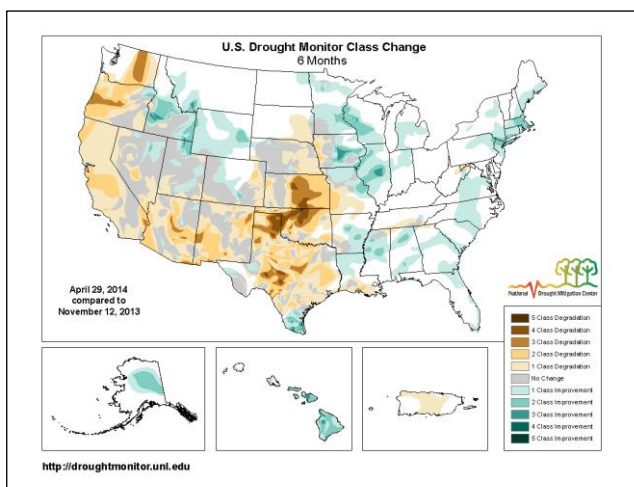 U.S. Drought Monitor Class Change
6 Months
April 29, 2014
compared to
November 12, 2013
National Drought Mitigation Center
5 Class Degradation
4 Class Degradation
3 Class Degradation
2 Class Degradation
1 Class Degradation
No Change
1 Class Improvement
2 Class Improvement
3 Class Improvement
4 Class Improvement
5 Class Improvement
http://droughtmonitor.unl.edu